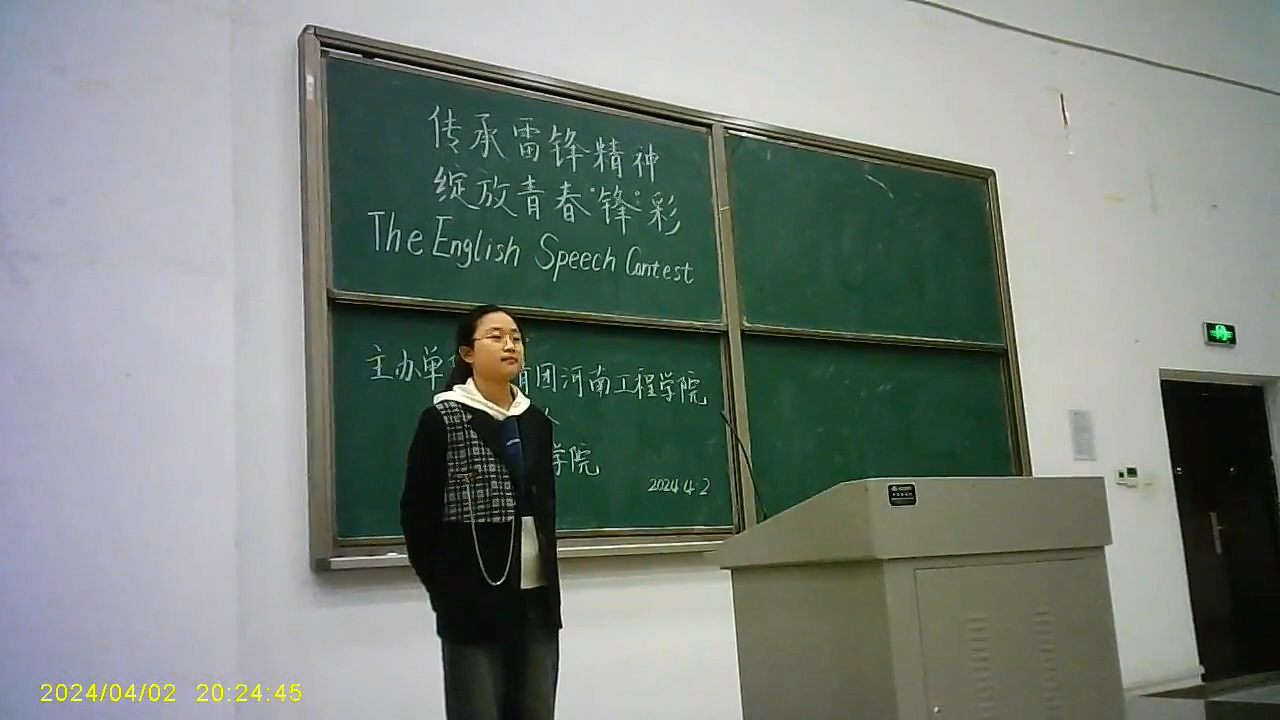 传承雷锋精神
绽放青春“锋”彩
The English Speech Contest
主办单 团河南工程学院
学院
2024.4.2
2024/04/02 20:24:45